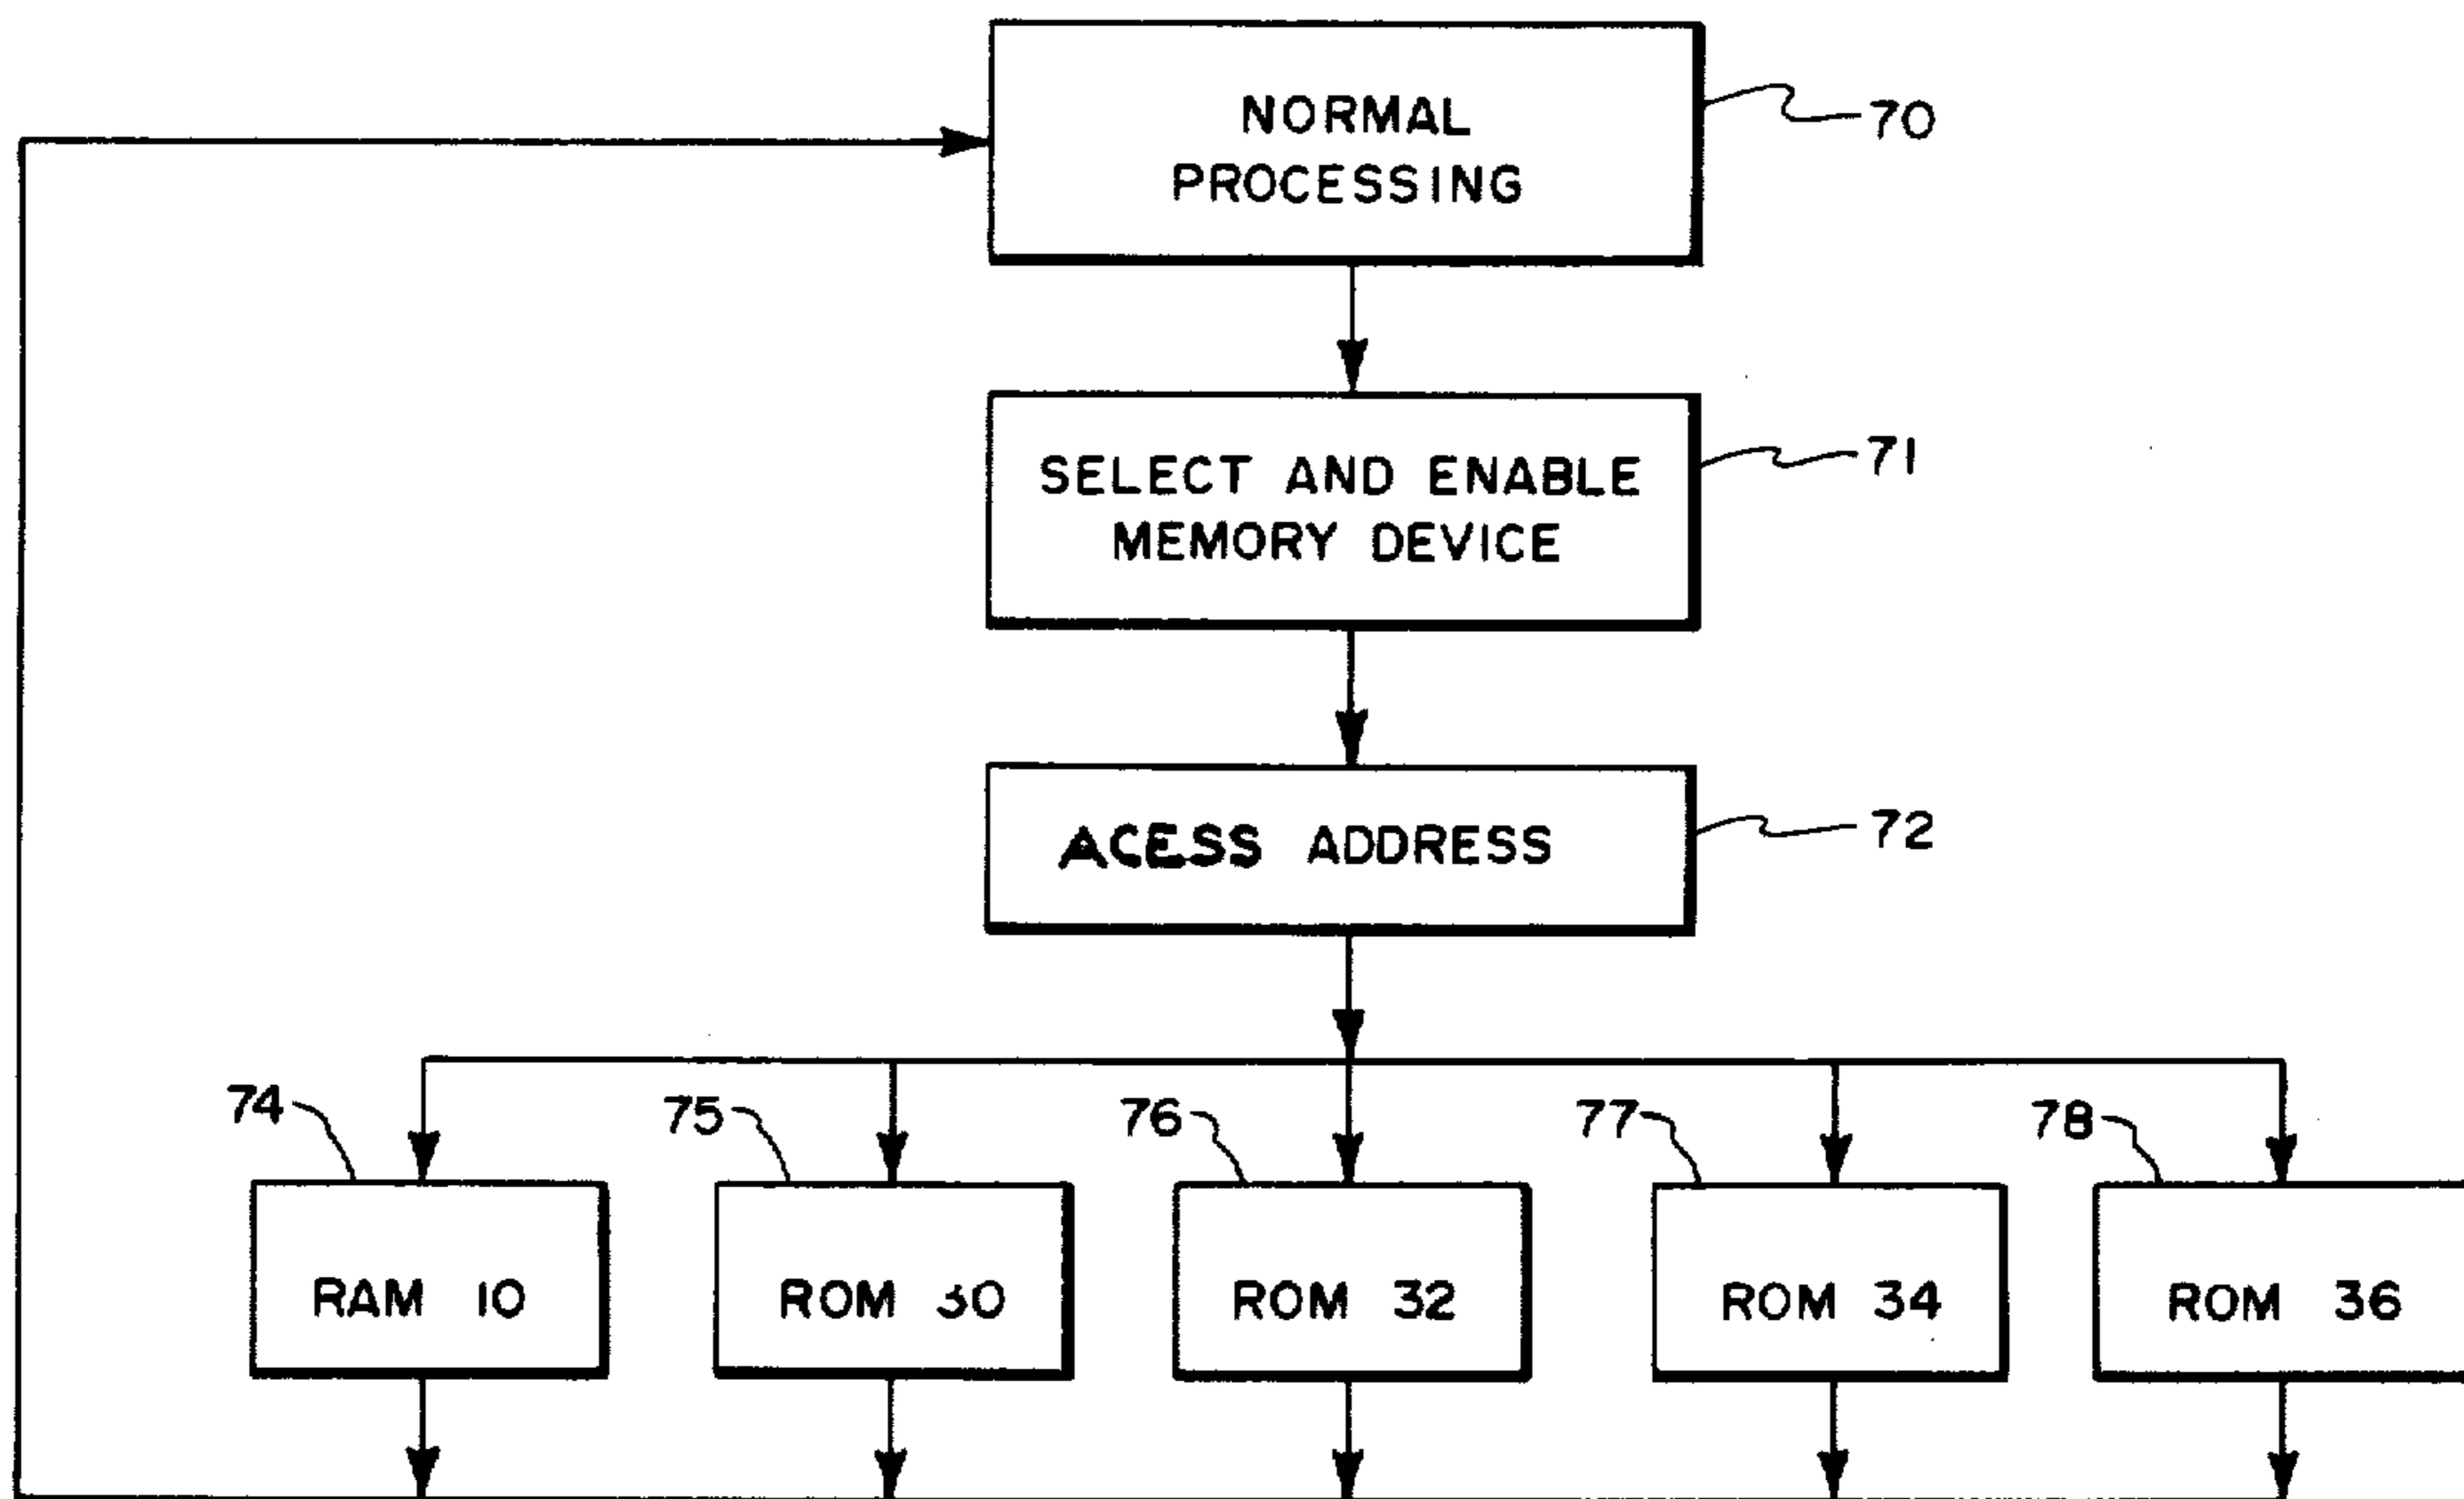 NORMAL
PROCESSING
70
SELECT AND ENABLE
MEMORY DEVICE
71
ACESS ADDRESS
72
74
75
76
77
78
RAM 10
ROM 30
ROM 32
ROM 34
ROM 36